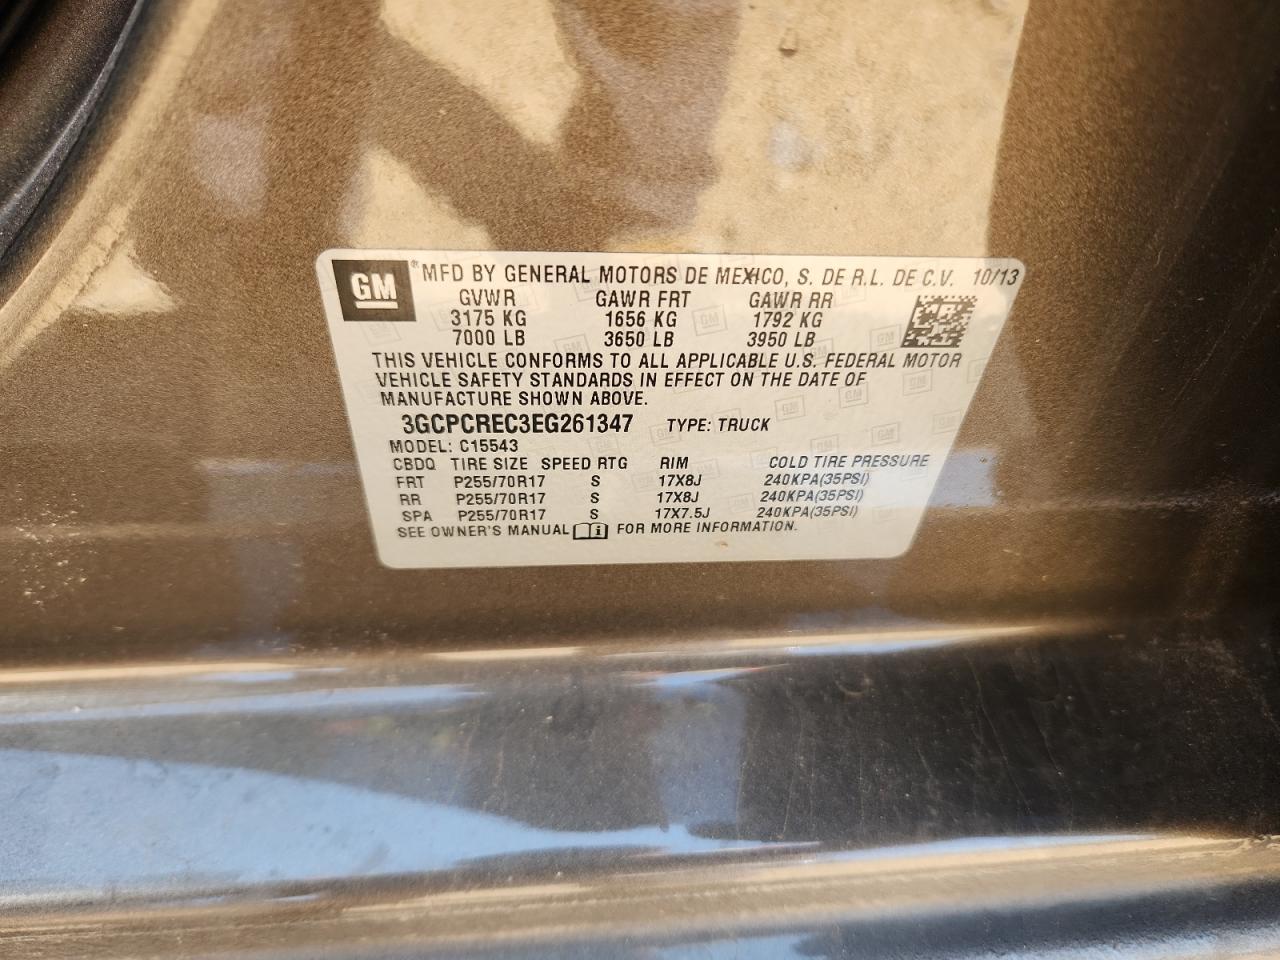 GM ® MFD BY GENERAL MOTORS DE MEXICO, S. DE R.L. DE C.V. 10/13
GVWR GAWR FRT GAWR RR
3175 KG 1656 KG 1792 KG
7000 LB 3650 LB 3950 LB
THIS VEHICLE CONFORMS TO ALL APPLICABLE U.S. FEDERAL MOTOR
VEHICLE SAFETY STANDARDS IN EFFECT ON THE DATE OF
MANUFACTURE SHOWN ABOVE.
3GCPCREC3EG261347 TYPE: TRUCK
MODEL: C15543
CBDQ TIRE SIZE SPEED RTG RIM COLD TIRE PRESSURE
FRT P255/70R17 S 17X8J 240KPA(35PSI)
RR P255/70R17 S 17X8J 240KPA(35PSI)
SPA P255/70R17 S 17X7.5J 240KPA(35PSI)
SEE OWNER'S MANUAL i FOR MORE INFORMATION.